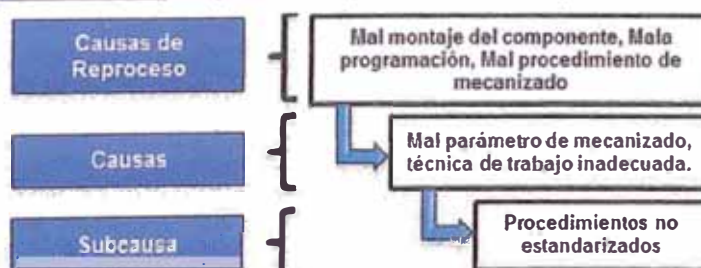 Causas de
Reproceso
Mal montaje del componente, Mala
programación, Mal procedimiento de
mecanizado
Causas
Mal parámetro de mecanizado,
técnica de trabajo inadecuada.
Subcausa
Procedimientos no
estandarizados